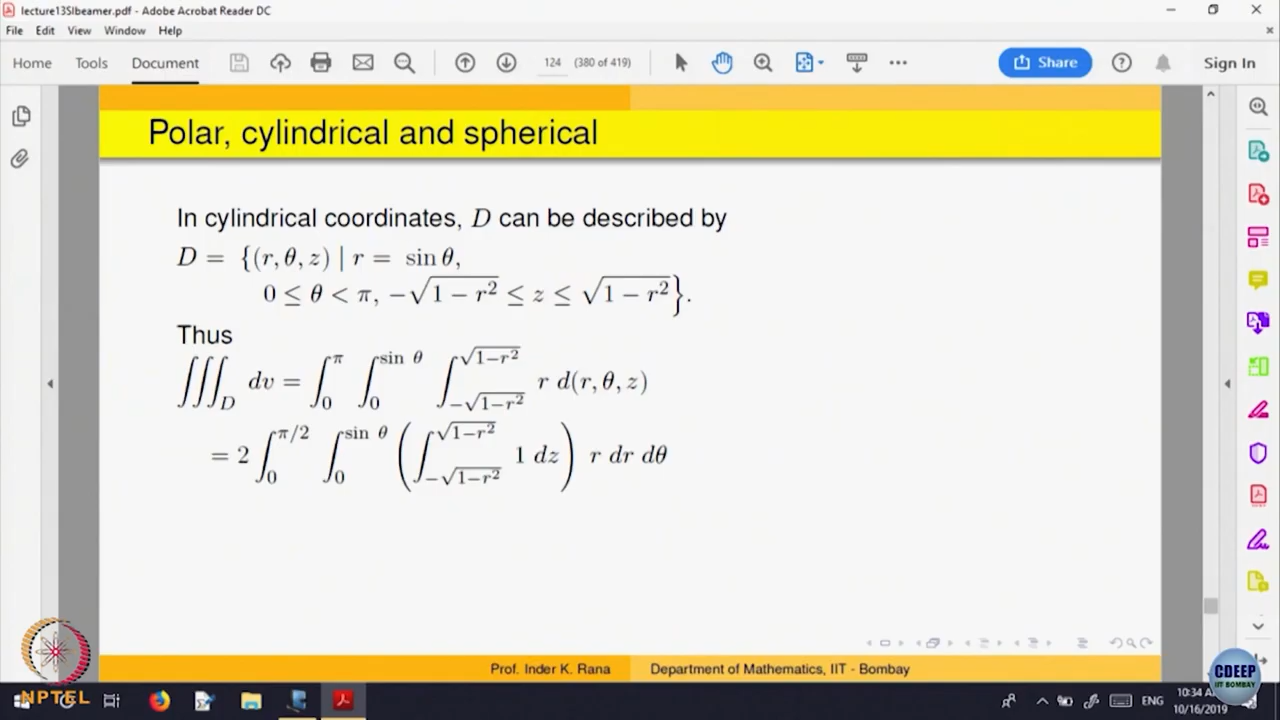 lecture13Slbeamer.pdf - Adobe Acrobat Reader DC
File Edit View Window Help
Home Tools Document 124 (380 of 419) Share Sign In
Polar, cylindrical and spherical
In cylindrical coordinates, D can be described by
D = {(r, θ, z) | r = sin θ,
0 ≤ θ < π, −√(1 − r²) ≤ z ≤ √(1 − r²)}.
Thus
∭_D dv = ∫_0^π ∫_0^{sin θ} ∫_{−√(1−r²)}^{√(1−r²)} r d(r, θ, z)
= 2 ∫_0^{π/2} ∫_0^{sin θ} (∫_{−√(1−r²)}^{√(1−r²)} 1 dz) r dr dθ
Prof. Inder K. Rana Department of Mathematics, IIT - Bombay
NPTEL
CDEEP
IIT BOMBAY
ENG
10:34
10/16/2019